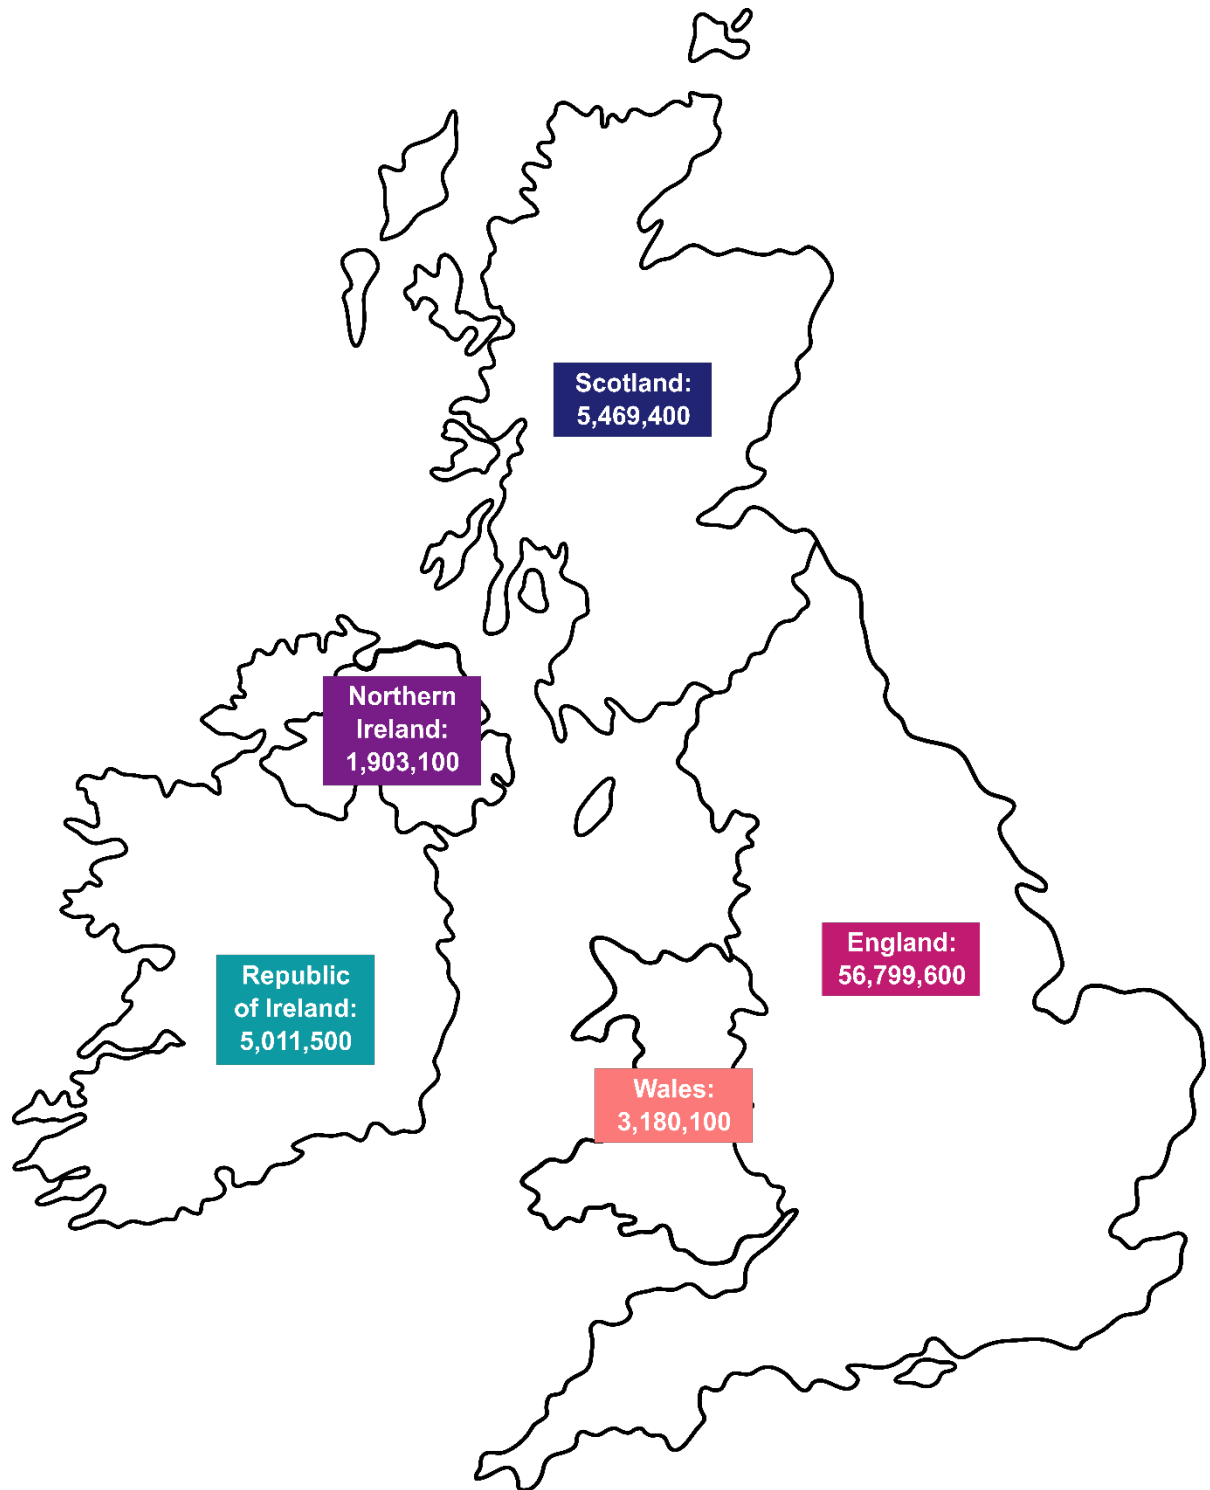 Scotland:
5,469,400
Northern
Ireland:
1,903,100
England:
56,799,600
Republic
of Ireland:
5,011,500
Wales:
3,180,100